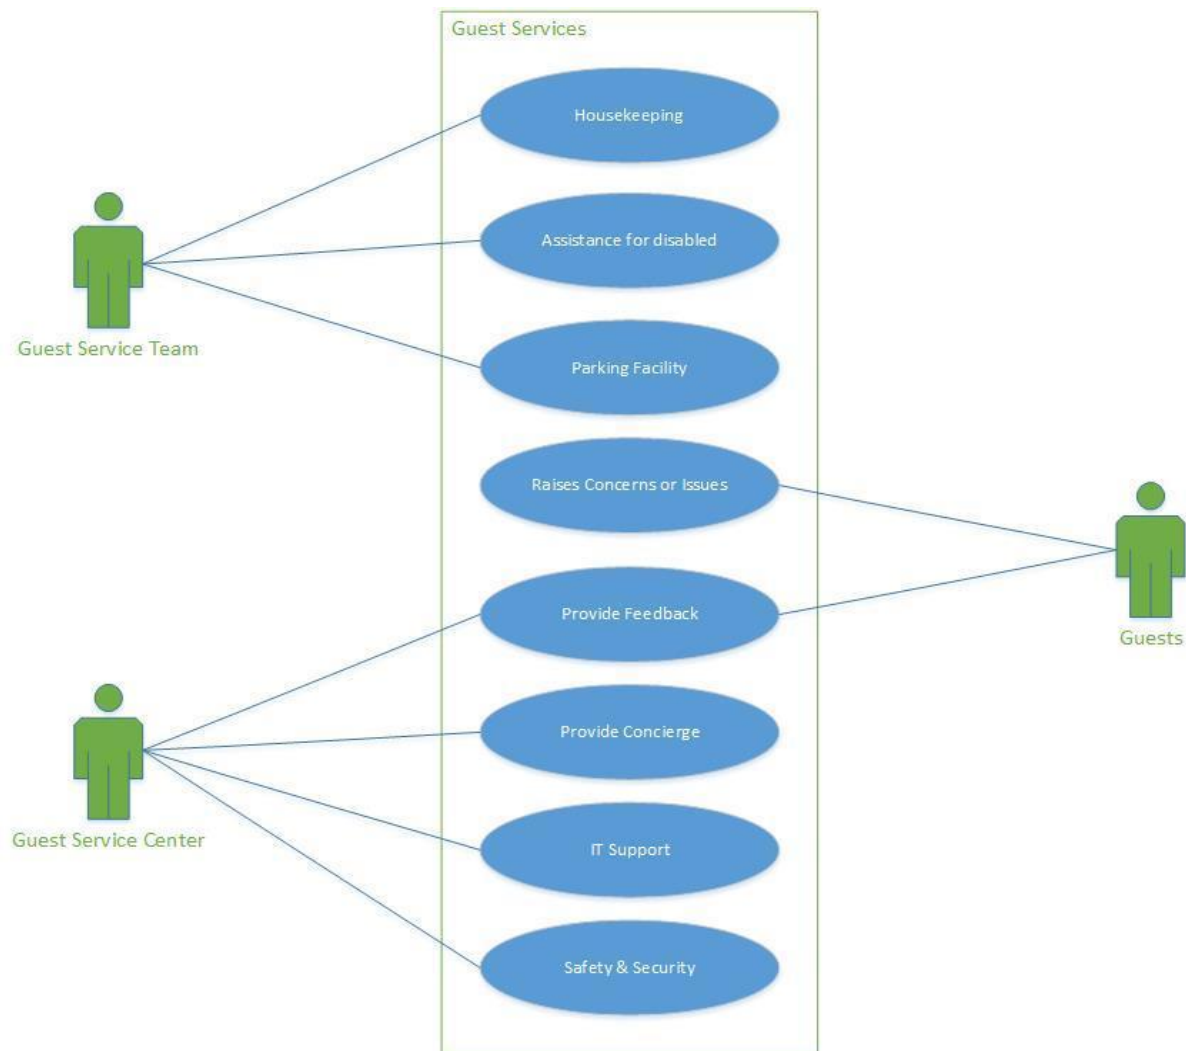 Guest Services
Housekeeping
Assistance for disabled
Guest Service Team
Parking Facility
Raises Concerns or Issues
Provide Feedback
Guests
Provide Concierge
Guest Service Center
IT Support
Safety & Security